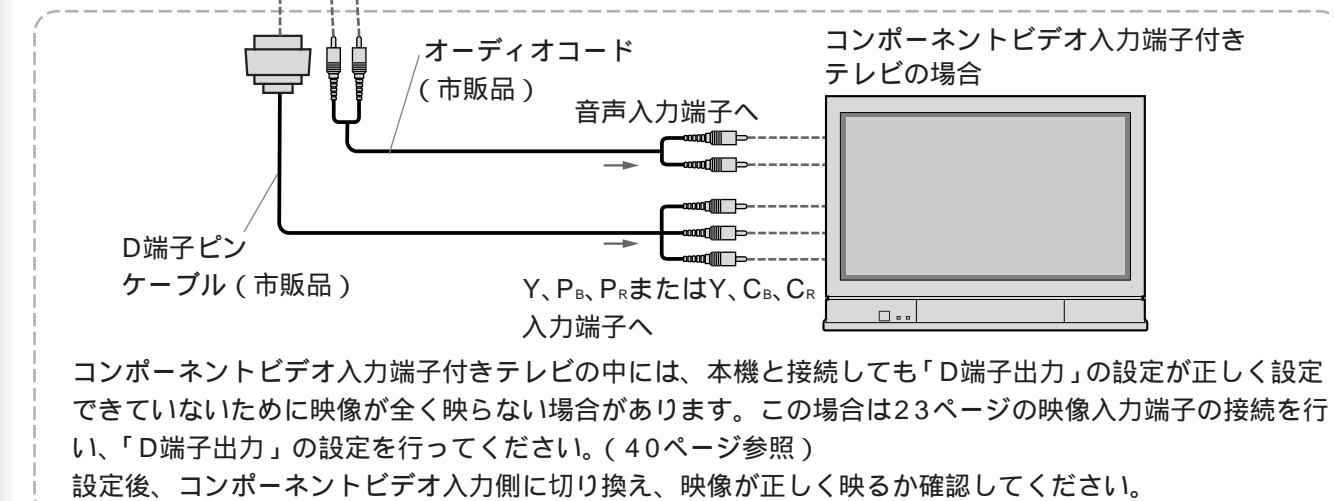 コンポーネントビデオ入力端子付き
テレビの場合
オーディオコード
(市販品)
音声入力端子へ
D端子ピン
ケーブル(市販品)
Y、PB、PRまたはY、CB、CR
入力端子へ
コンポーネントビデオ入力端子付きテレビの中には、本機と接続しても「D端子出力」の設定が正しく設定
できていないために映像が全く映らない場合があります。この場合は23ページの映像入力端子の接続を行
い、「D端子出力」の設定を行ってください。(40ページ参照)
設定後、コンポーネントビデオ入力側に切り換え、映像が正しく映るか確認してください。